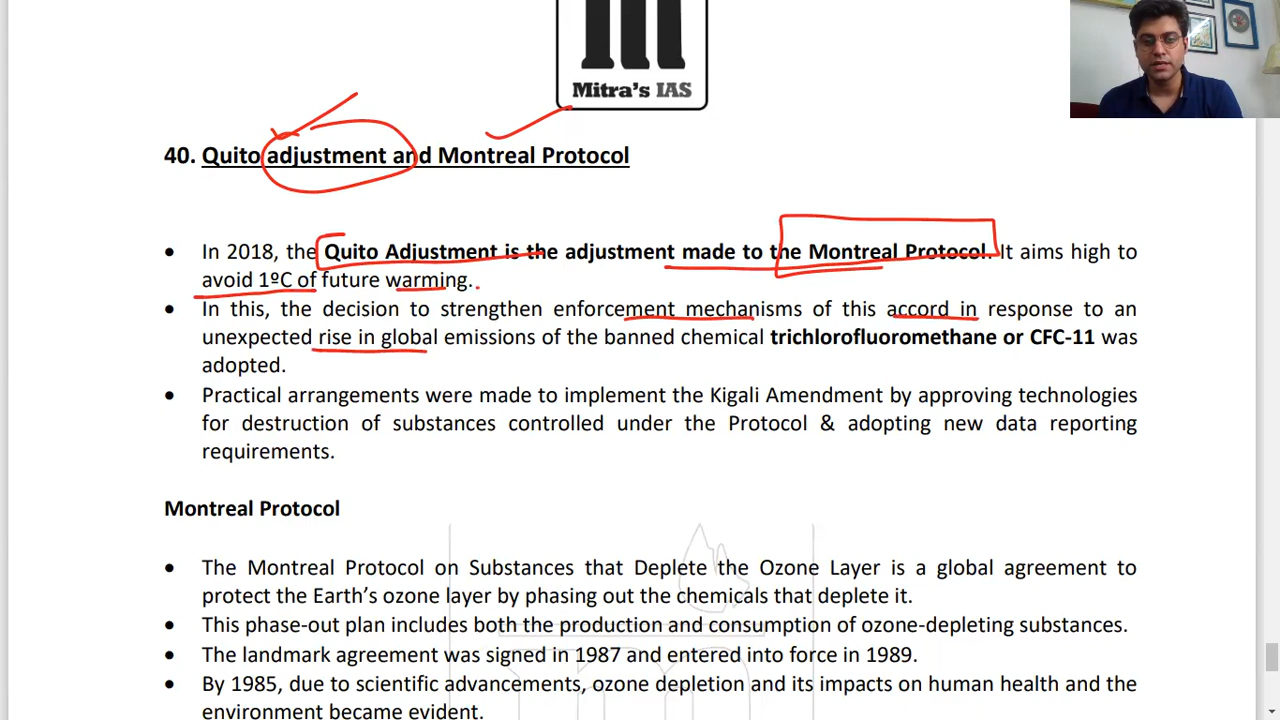 Mitra's IAS
40. Quito adjustment and Montreal Protocol
• In 2018, the Quito Adjustment is the adjustment made to the Montreal Protocol. It aims high to
avoid 1ºC of future warming.
• In this, the decision to strengthen enforcement mechanisms of this accord in response to an
unexpected rise in global emissions of the banned chemical trichlorofluoromethane or CFC-11 was
adopted.
• Practical arrangements were made to implement the Kigali Amendment by approving technologies
for destruction of substances controlled under the Protocol & adopting new data reporting
requirements.
Montreal Protocol
• The Montreal Protocol on Substances that Deplete the Ozone Layer is a global agreement to
protect the Earth's ozone layer by phasing out the chemicals that deplete it.
• This phase-out plan includes both the production and consumption of ozone-depleting substances.
• The landmark agreement was signed in 1987 and entered into force in 1989.
• By 1985, due to scientific advancements, ozone depletion and its impacts on human health and the
environment became evident.